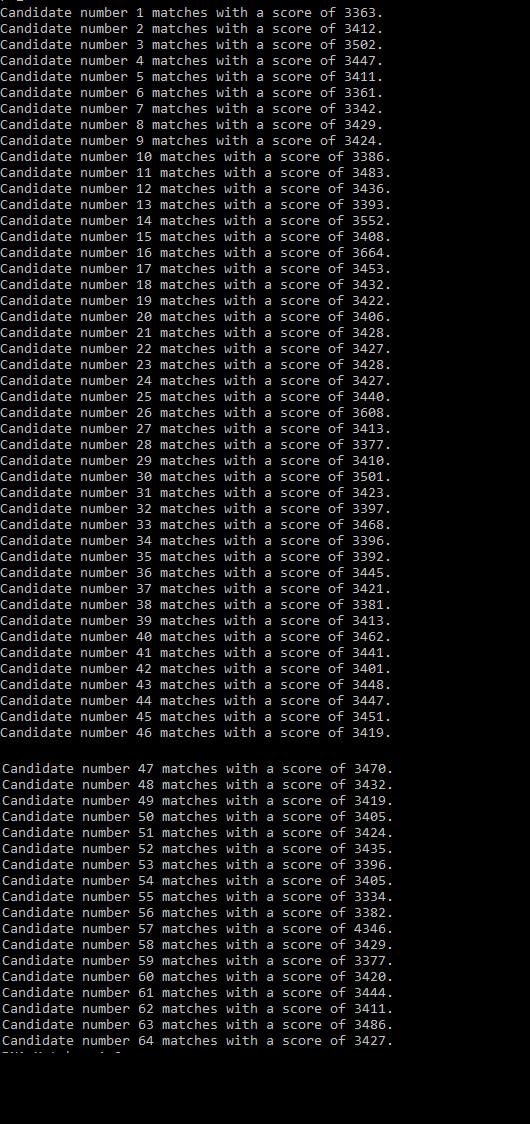 Candidate number 1 matches with a score of 3363.
Candidate number 2 matches with a score of 3412.
Candidate number 3 matches with a score of 3502.
Candidate number 4 matches with a score of 3447.
Candidate number 5 matches with a score of 3411.
Candidate number 6 matches with a score of 3361.
Candidate number 7 matches with a score of 3342.
Candidate number 8 matches with a score of 3429.
Candidate number 9 matches with a score of 3424.
Candidate number 10 matches with a score of 3386.
Candidate number 11 matches with a score of 3483.
Candidate number 12 matches with a score of 3436.
Candidate number 13 matches with a score of 3393.
Candidate number 14 matches with a score of 3552.
Candidate number 15 matches with a score of 3408.
Candidate number 16 matches with a score of 3664.
Candidate number 17 matches with a score of 3453.
Candidate number 18 matches with a score of 3432.
Candidate number 19 matches with a score of 3422.
Candidate number 20 matches with a score of 3406.
Candidate number 21 matches with a score of 3428.
Candidate number 22 matches with a score of 3427.
Candidate number 23 matches with a score of 3428.
Candidate number 24 matches with a score of 3427.
Candidate number 25 matches with a score of 3440.
Candidate number 26 matches with a score of 3608.
Candidate number 27 matches with a score of 3413.
Candidate number 28 matches with a score of 3377.
Candidate number 29 matches with a score of 3410.
Candidate number 30 matches with a score of 3501.
Candidate number 31 matches with a score of 3423.
Candidate number 32 matches with a score of 3397.
Candidate number 33 matches with a score of 3468.
Candidate number 34 matches with a score of 3396.
Candidate number 35 matches with a score of 3392.
Candidate number 36 matches with a score of 3445.
Candidate number 37 matches with a score of 3421.
Candidate number 38 matches with a score of 3381.
Candidate number 39 matches with a score of 3413.
Candidate number 40 matches with a score of 3462.
Candidate number 41 matches with a score of 3441.
Candidate number 42 matches with a score of 3401.
Candidate number 43 matches with a score of 3448.
Candidate number 44 matches with a score of 3447.
Candidate number 45 matches with a score of 3451.
Candidate number 46 matches with a score of 3419.
Candidate number 47 matches with a score of 3470.
Candidate number 48 matches with a score of 3432.
Candidate number 49 matches with a score of 3419.
Candidate number 50 matches with a score of 3405.
Candidate number 51 matches with a score of 3424.
Candidate number 52 matches with a score of 3435.
Candidate number 53 matches with a score of 3396.
Candidate number 54 matches with a score of 3405.
Candidate number 55 matches with a score of 3334.
Candidate number 56 matches with a score of 3382.
Candidate number 57 matches with a score of 4346.
Candidate number 58 matches with a score of 3429.
Candidate number 59 matches with a score of 3377.
Candidate number 60 matches with a score of 3420.
Candidate number 61 matches with a score of 3444.
Candidate number 62 matches with a score of 3411.
Candidate number 63 matches with a score of 3486.
Candidate number 64 matches with a score of 3427.